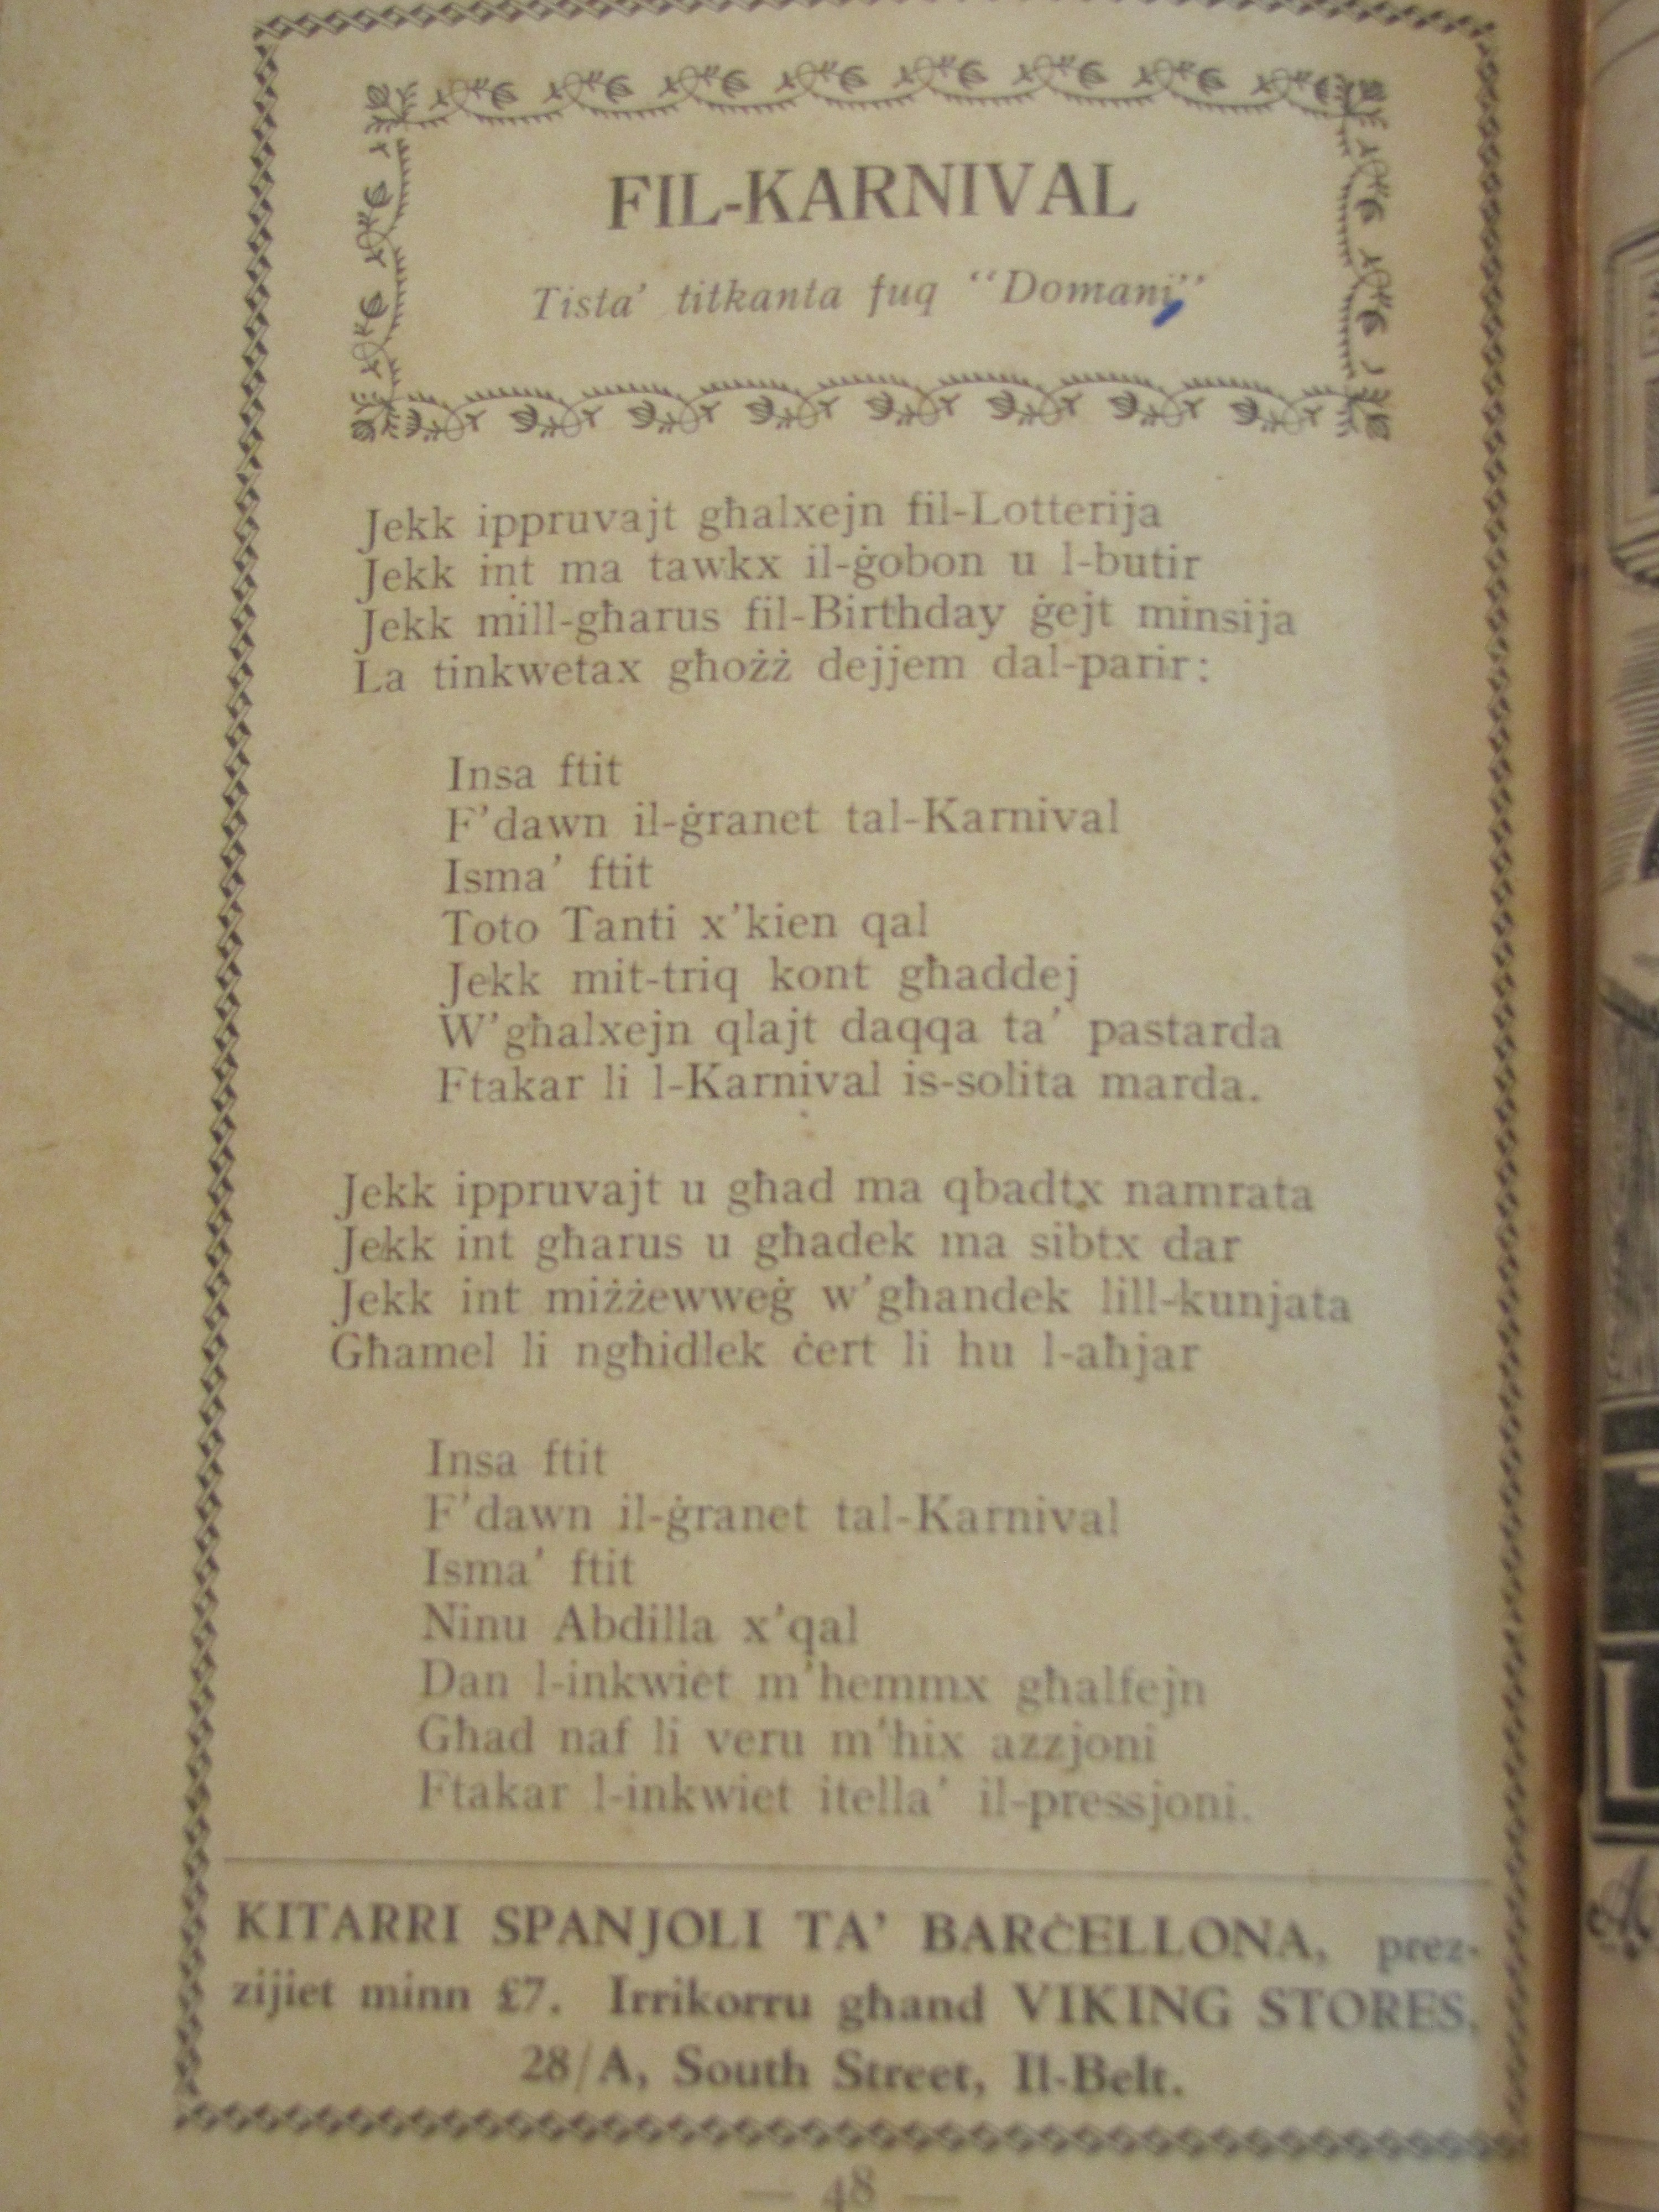 FIL-KARNIVAL
Tista' titkanta fuq “Domani”
Jekk ippruvajt għalxejn fil-Lotterija
Jekk int ma tawkx il-ġobon u l-butir
Jekk mill-għarus fil-Birthday ġejt minsija
La tinkwetax għożż dejjem dal-parir:
Insa ftit
F'dawn il-ġranet tal-Karnival
Isma' ftit
Toto Tanti x'kien qal
Jekk mit-triq kont għaddej
W'għalxejn qlajt daqqa ta' pastarda
Ftakar li l-Karnival is-solita marda.
Jekk ippruvajt u għad ma qbadtx namrata
Jekk int għarus u għadek ma sibtx dar
Jekk int miżżewweġ w'għandek lill-kunjata
Għamel li ngħidlek ċert li hu l-aħjar
Insa ftit
F'dawn il-ġranet tal-Karnival
Isma' ftit
Ninu Abdilla x'qal
Dan l-inkwiet m'hemmx għalfejn
Għad naf li veru m'hix azzjoni
Ftakar l-inkwiet itella' il-pressjoni.
KITARRI SPANJOLI TA' BARĊELLONA, prez-
zijiet minn £7. Irrikorru għand VIKING STORES,
28/A, South Street, Il-Belt.
— 48 —